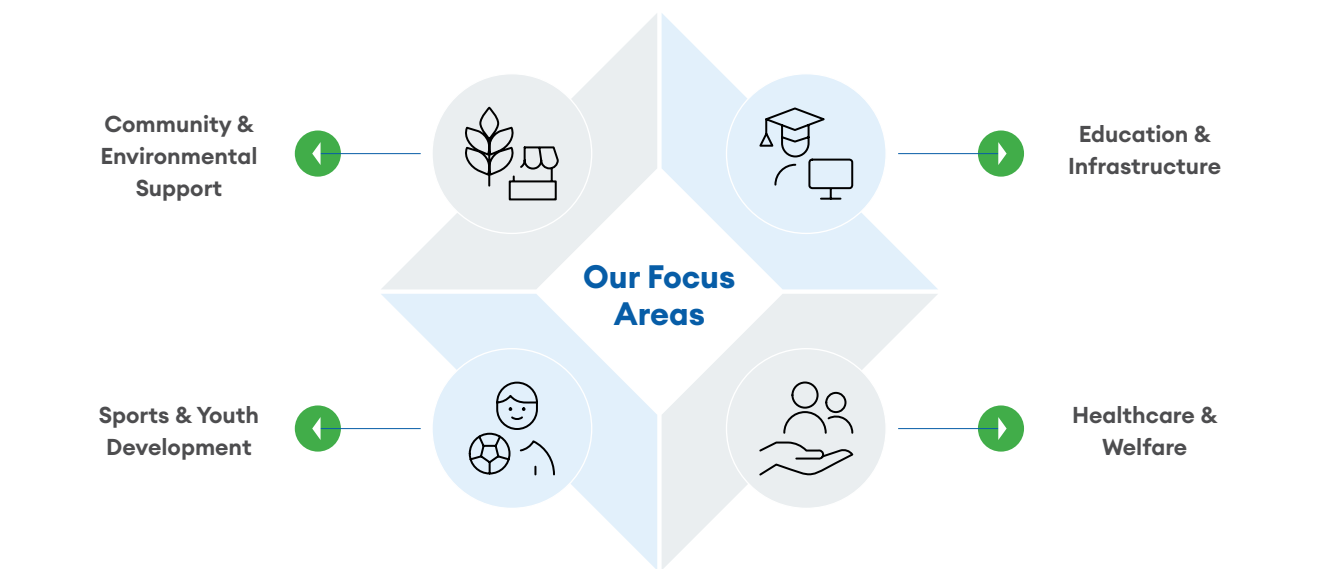 Community &
Environmental
Support
Education &
Infrastructure
Our Focus
Areas
Sports & Youth
Development
Healthcare &
Welfare